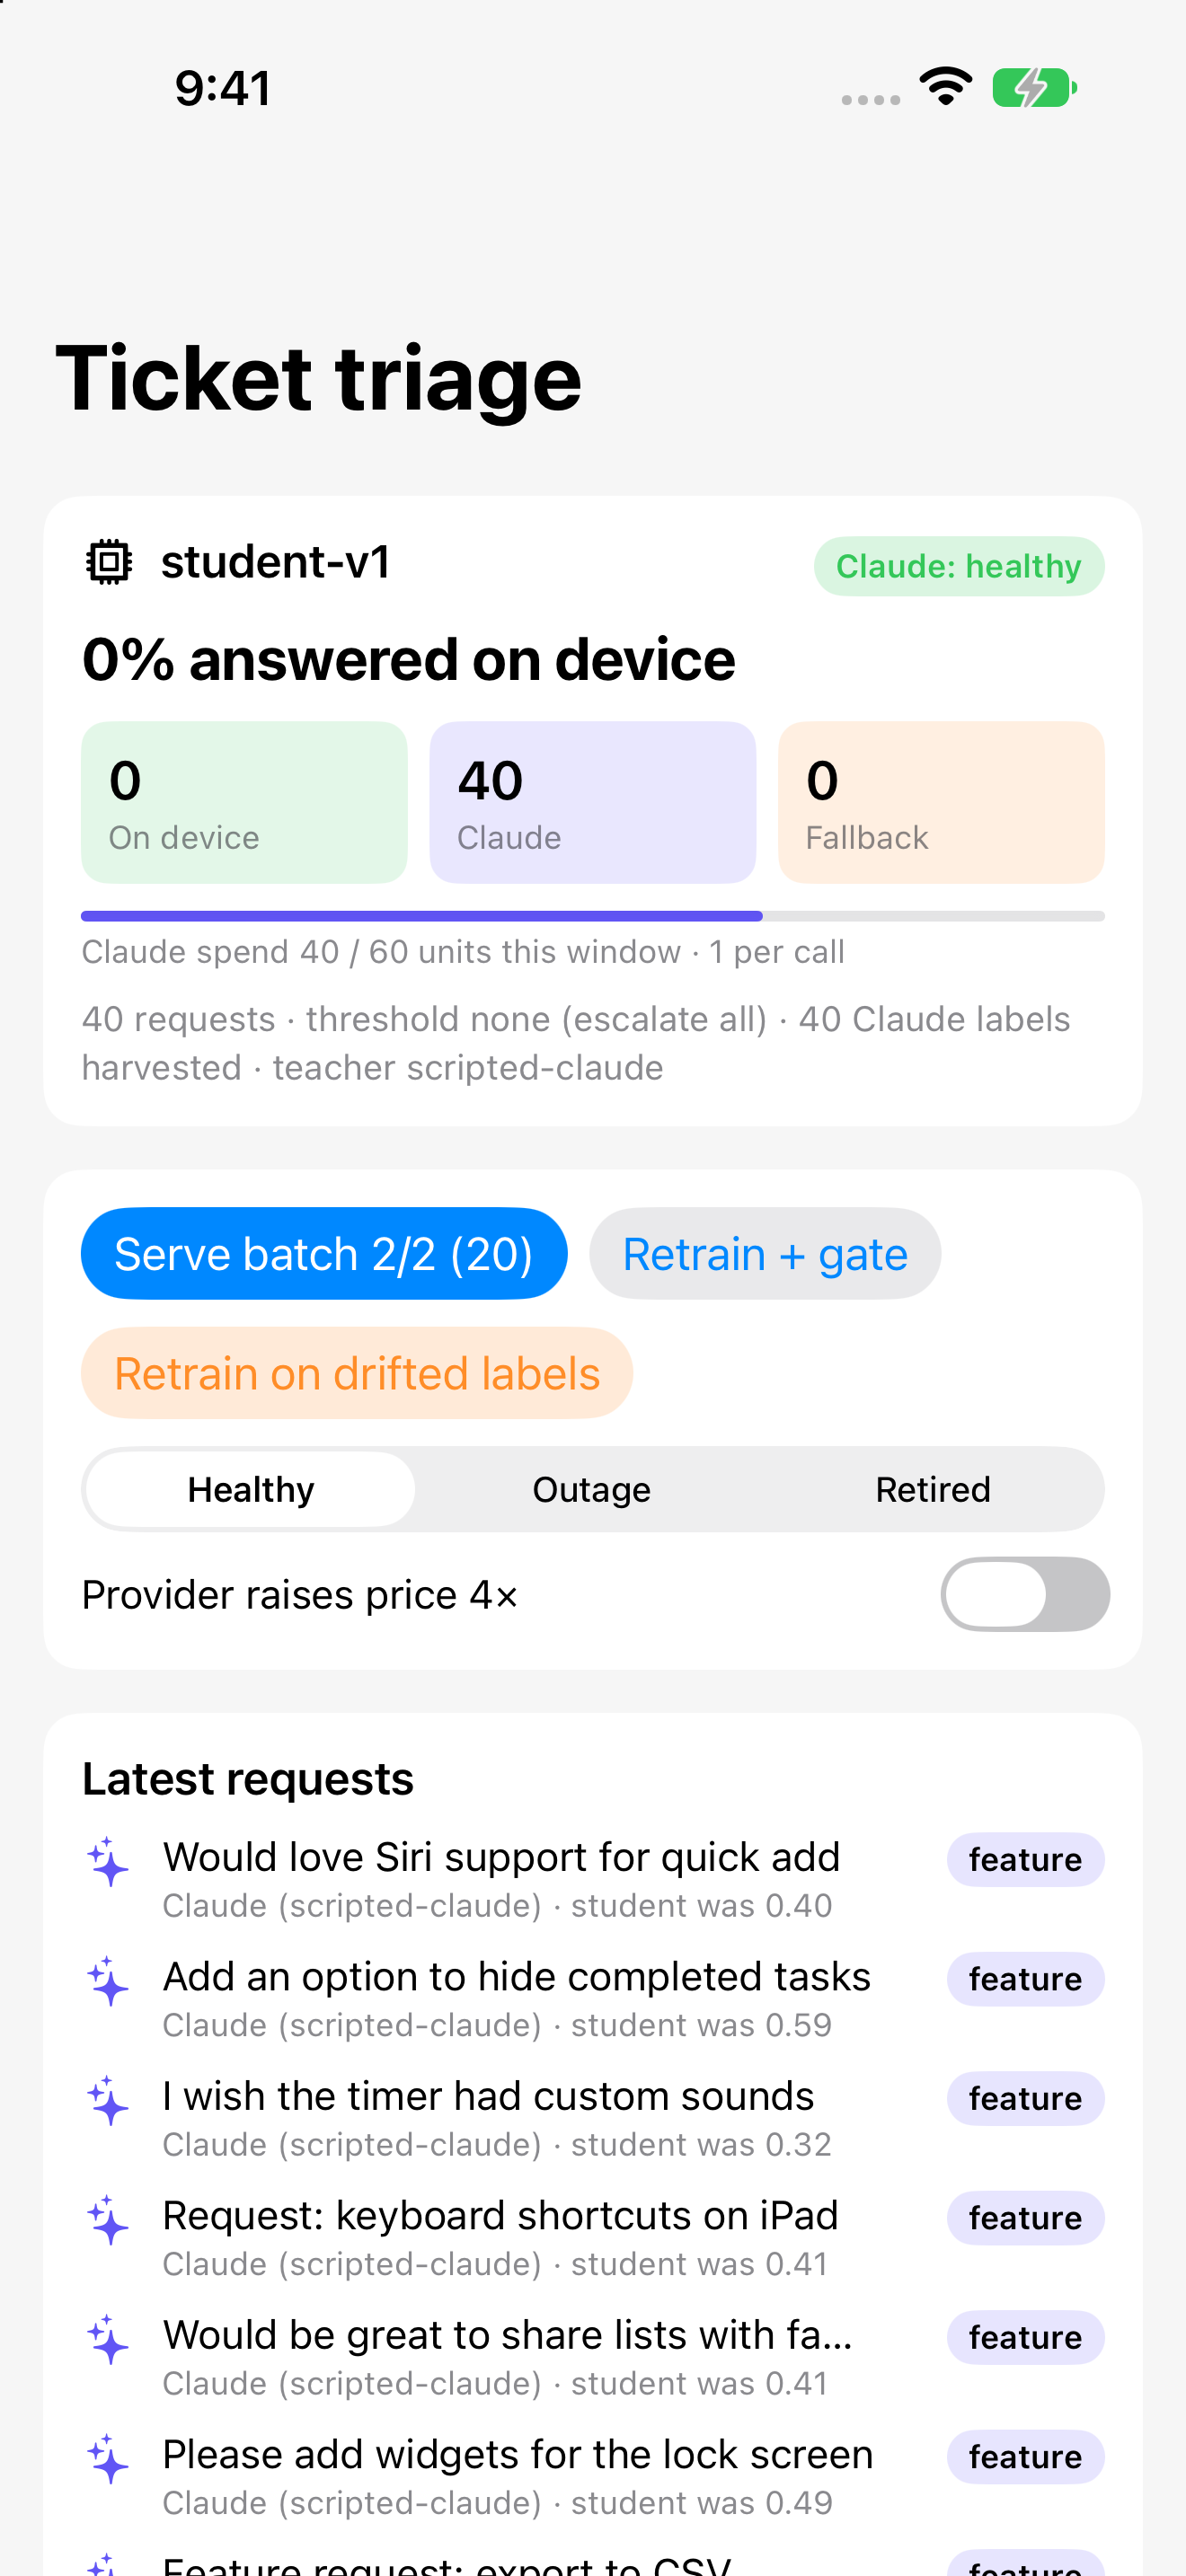 9:41
Ticket triage
student-v1
Claude: healthy
0% answered on device
0
On device
40
Claude
0
Fallback
Claude spend 40 / 60 units this window · 1 per call
40 requests · threshold none (escalate all) · 40 Claude labels
harvested · teacher scripted-claude
Serve batch 2/2 (20)
Retrain + gate
Retrain on drifted labels
Healthy
Outage
Retired
Provider raises price 4×
Latest requests
Would love Siri support for quick add
feature
Claude (scripted-claude) · student was 0.40
Add an option to hide completed tasks
feature
Claude (scripted-claude) · student was 0.59
I wish the timer had custom sounds
feature
Claude (scripted-claude) · student was 0.32
Request: keyboard shortcuts on iPad
feature
Claude (scripted-claude) · student was 0.41
Would be great to share lists with fa...
feature
Claude (scripted-claude) · student was 0.41
Please add widgets for the lock screen
feature
Claude (scripted-claude) · student was 0.49
Feature request: export to CSV
feature